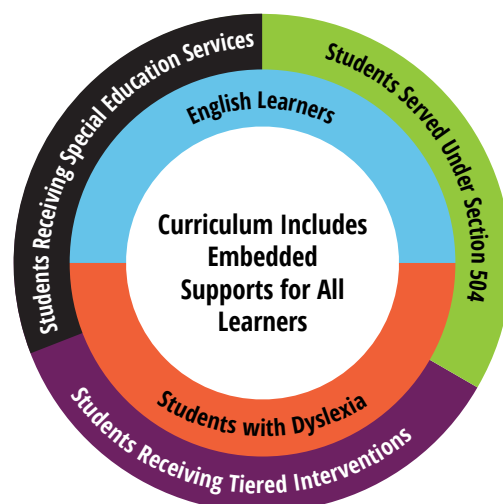 Students Receiving Special Education Services
Students Served Under Section 504
English Learners
Curriculum Includes
Embedded
Supports for All
Learners
Students with Dyslexia
Students Receiving Tiered Interventions